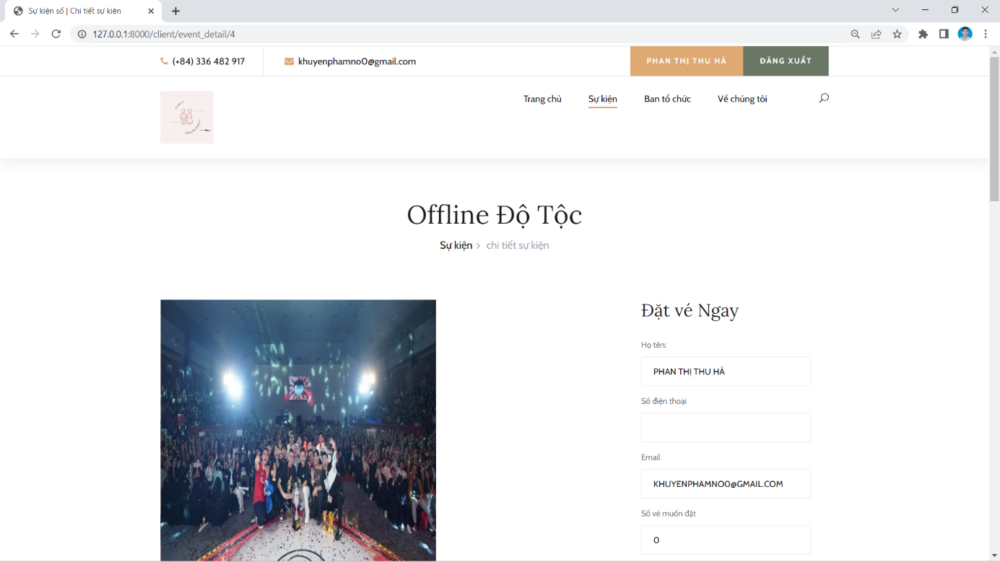 Sự kiện số | Chi tiết sự kiện
127.0.0.1:8000/client/event_detail/4
(+84) 336 482 917
khuyenphamno0@gmail.com
PHAN THỊ THU HÀ
ĐĂNG XUẤT
Trang chủ
Sự kiện
Ban tổ chức
Về chúng tôi
Offline Độ Tộc
Sự kiện > chi tiết sự kiện
Đặt vé Ngay
Họ tên:
PHAN THỊ THU HÀ
Số điện thoại
Email
KHUYENPHAMNO0@GMAIL.COM
Số vé muốn đặt
0